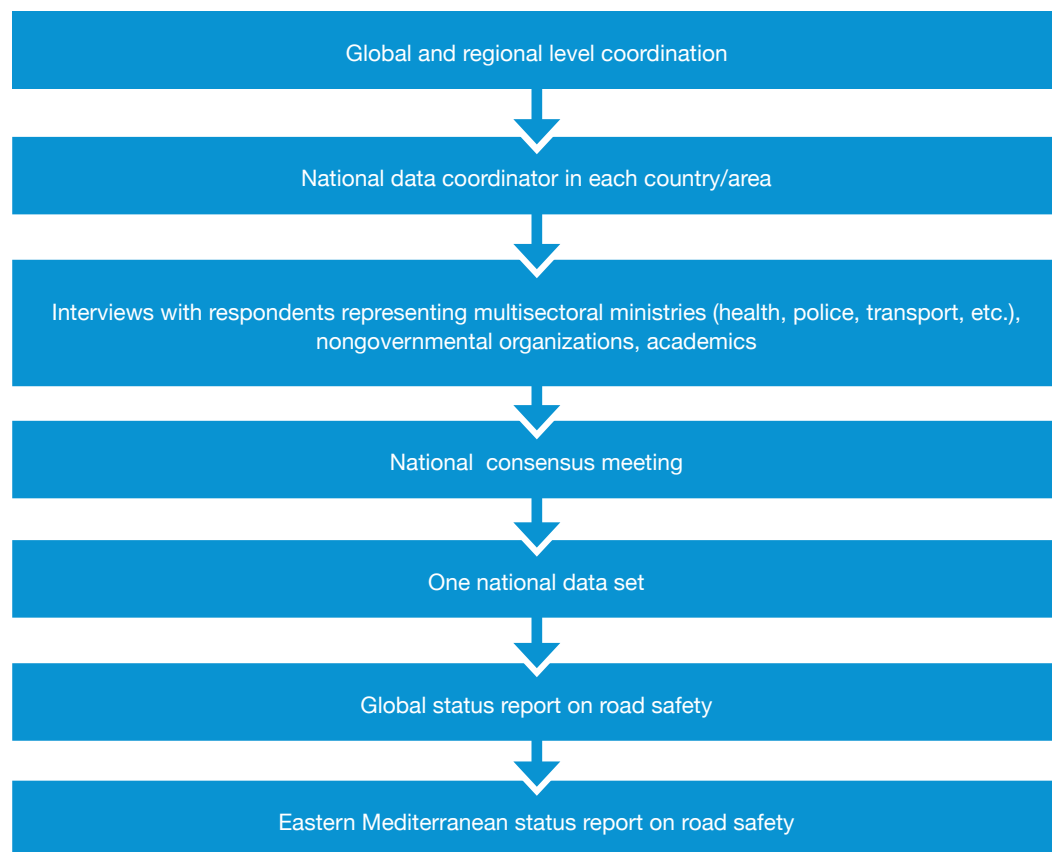 Global and regional level coordination
National data coordinator in each country/area
Interviews with respondents representing multisectoral ministries (health, police, transport, etc.),
nongovernmental organizations, academics
National  consensus meeting
One national data set
Global status report on road safety
Eastern Mediterranean status report on road safety